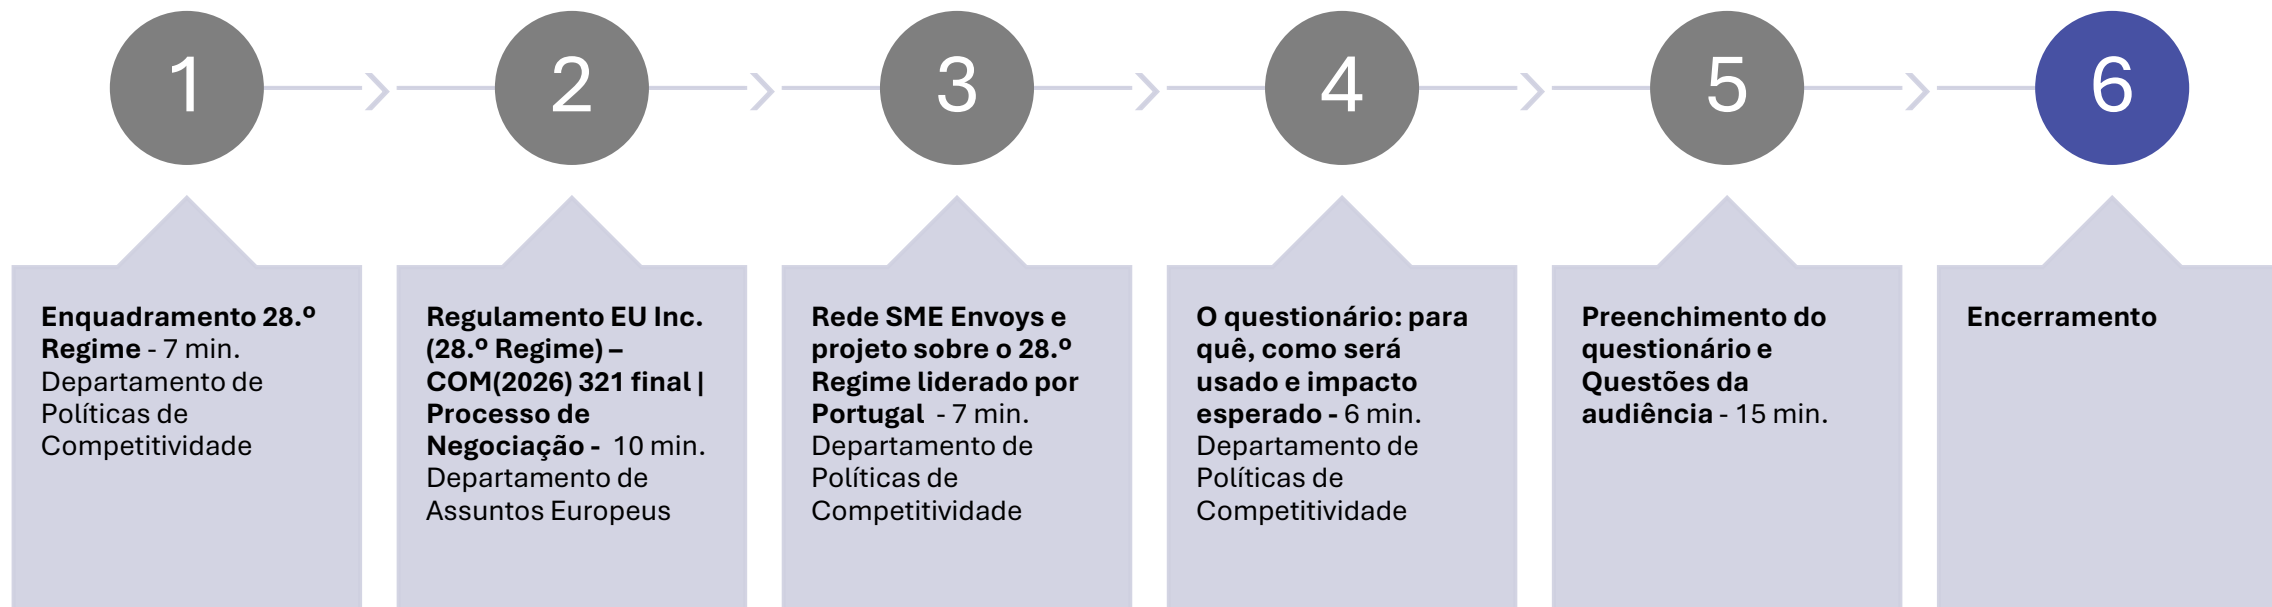 1
2
3
4
5
6
Enquadramento 28.º
Regime - 7 min.
Departamento de
Políticas de
Competitividade
Regulamento EU Inc.
(28.º Regime) –
COM(2026) 321 final |
Processo de
Negociação - 10 min.
Departamento de
Assuntos Europeus
Rede SME Envoys e
projeto sobre o 28.º
Regime liderado por
Portugal - 7 min.
Departamento de
Políticas de
Competitividade
O questionário: para
quê, como será
usado e impacto
esperado - 6 min.
Departamento de
Políticas de
Competitividade
Preenchimento do
questionário e
Questões da
audiência - 15 min.
Encerramento